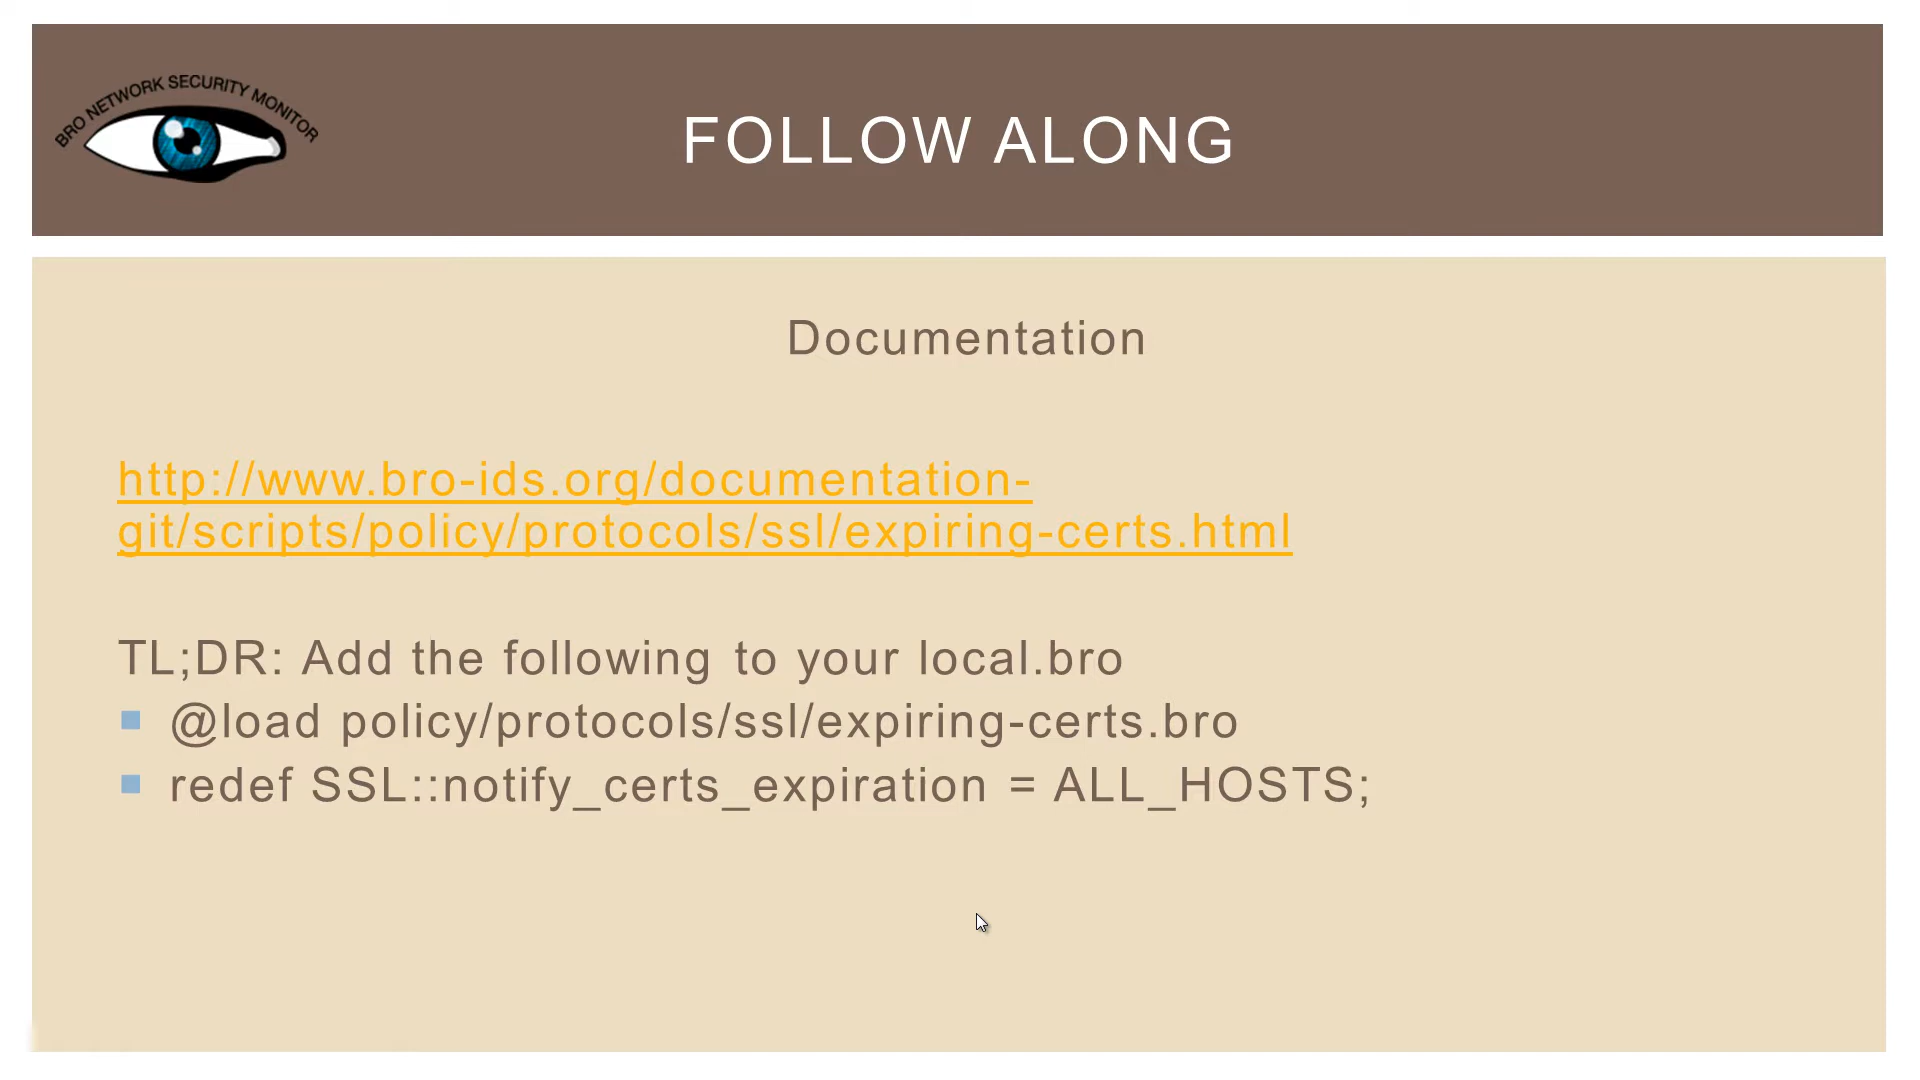 BRO NETWORK SECURITY MONITOR
FOLLOW ALONG
Documentation
http://www.bro-ids.org/documentation-
git/scripts/policy/protocols/ssl/expiring-certs.html
TL;DR: Add the following to your local.bro
@load policy/protocols/ssl/expiring-certs.bro
redef SSL::notify_certs_expiration = ALL_HOSTS;